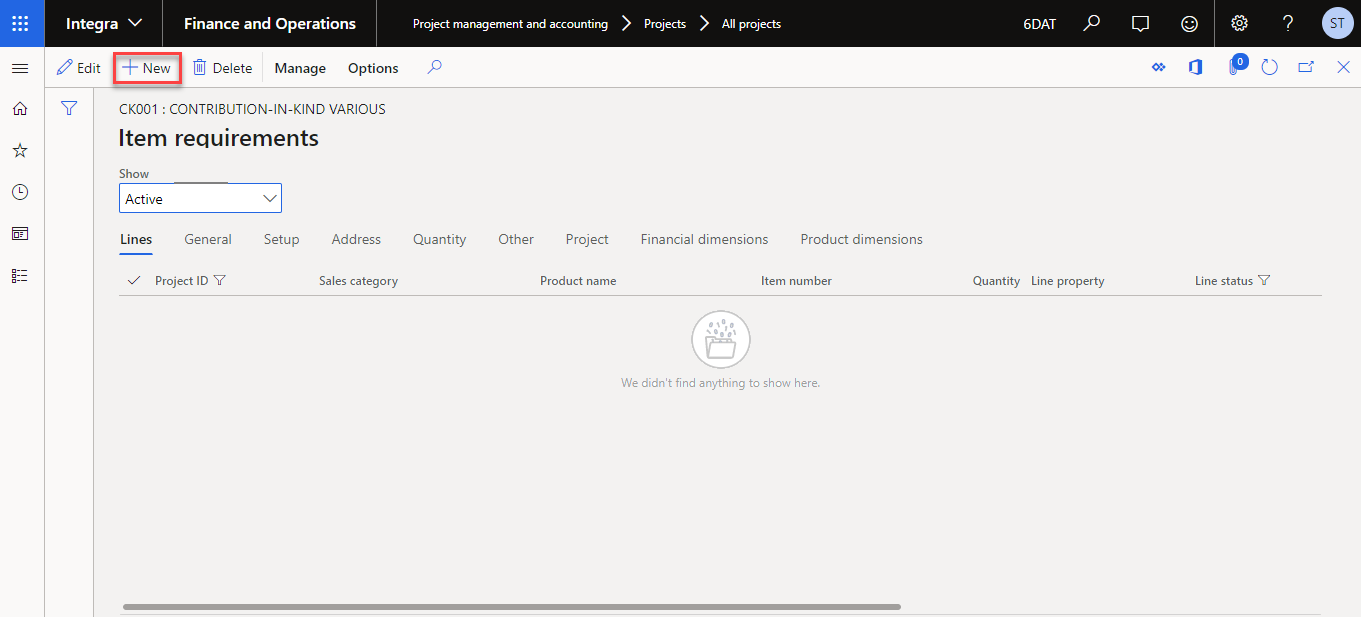 Integra Finance and Operations Project management and accounting Projects All projects 6DAT ? ST
Edit New Delete Manage Options 0
CK001 : CONTRIBUTION-IN-KIND VARIOUS
Item requirements
Show
Active
Lines General Setup Address Quantity Other Project Financial dimensions Product dimensions
Project ID Sales category Product name Item number Quantity Line property Line status
We didn't find anything to show here.